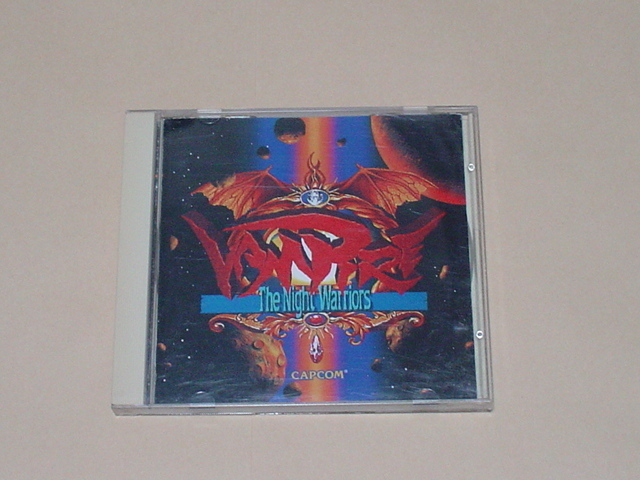 VAMPIRE
The Night Warriors
CAPCOM®